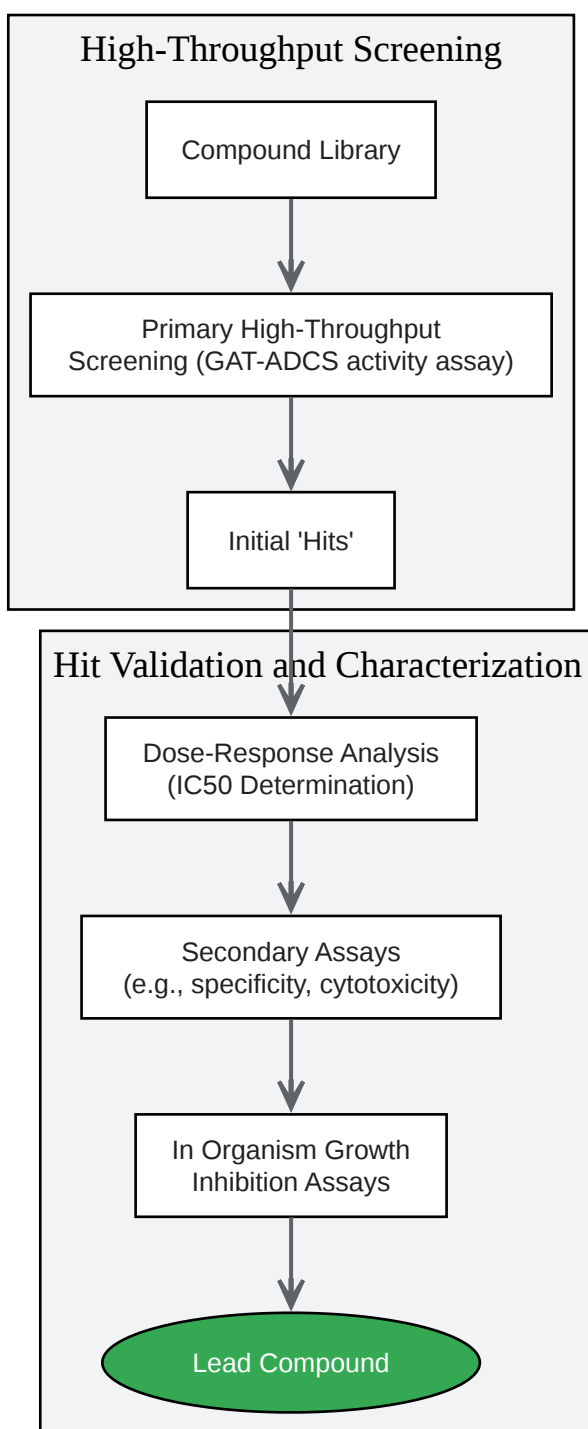 High-Throughput Screening
Compound Library
Primary High-Throughput
Screening (GAT-ADCS activity assay)
Initial 'Hits'
Hit Validation and Characterization
Dose-Response Analysis
(IC50 Determination)
Secondary Assays
(e.g., specificity, cytotoxicity)
In Organism Growth
Inhibition Assays
Lead Compound